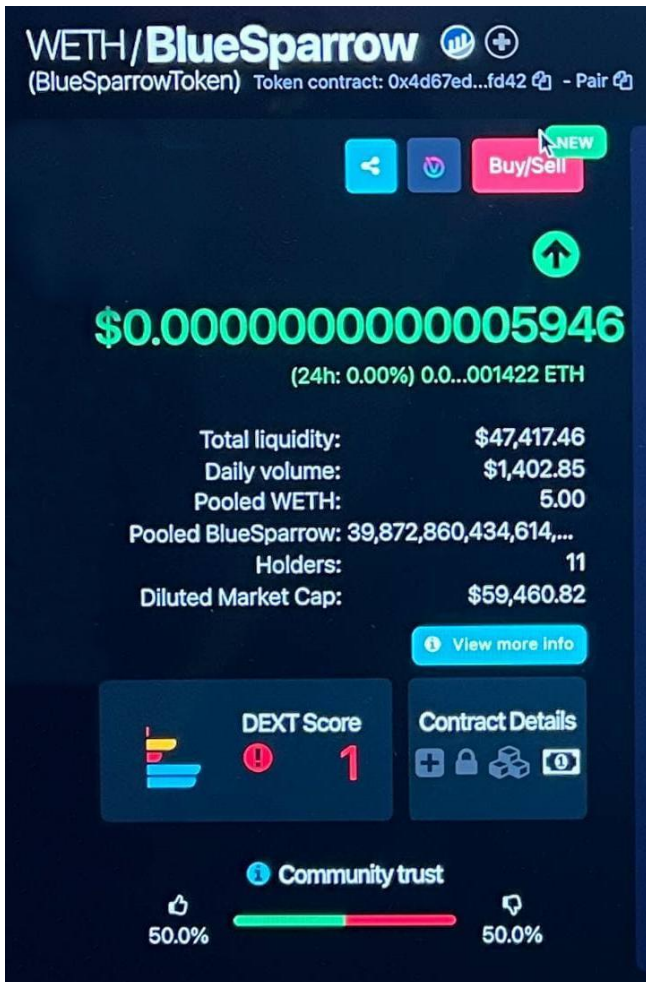 WETH/BlueSparrow
(BlueSparrowToken) Token contract: 0x4d67ed...fd42 - Pair
NEW
Buy/Sell
$0.0000000000005946
(24h: 0.00%) 0.0...001422 ETH
Total liquidity: $47,417.46
Daily volume: $1,402.85
Pooled WETH: 5.00
Pooled BlueSparrow: 39,872,860,434,614,...
Holders: 11
Diluted Market Cap: $59,460.82
View more info
DEXT Score
1
Contract Details
Community trust
50.0% 50.0%